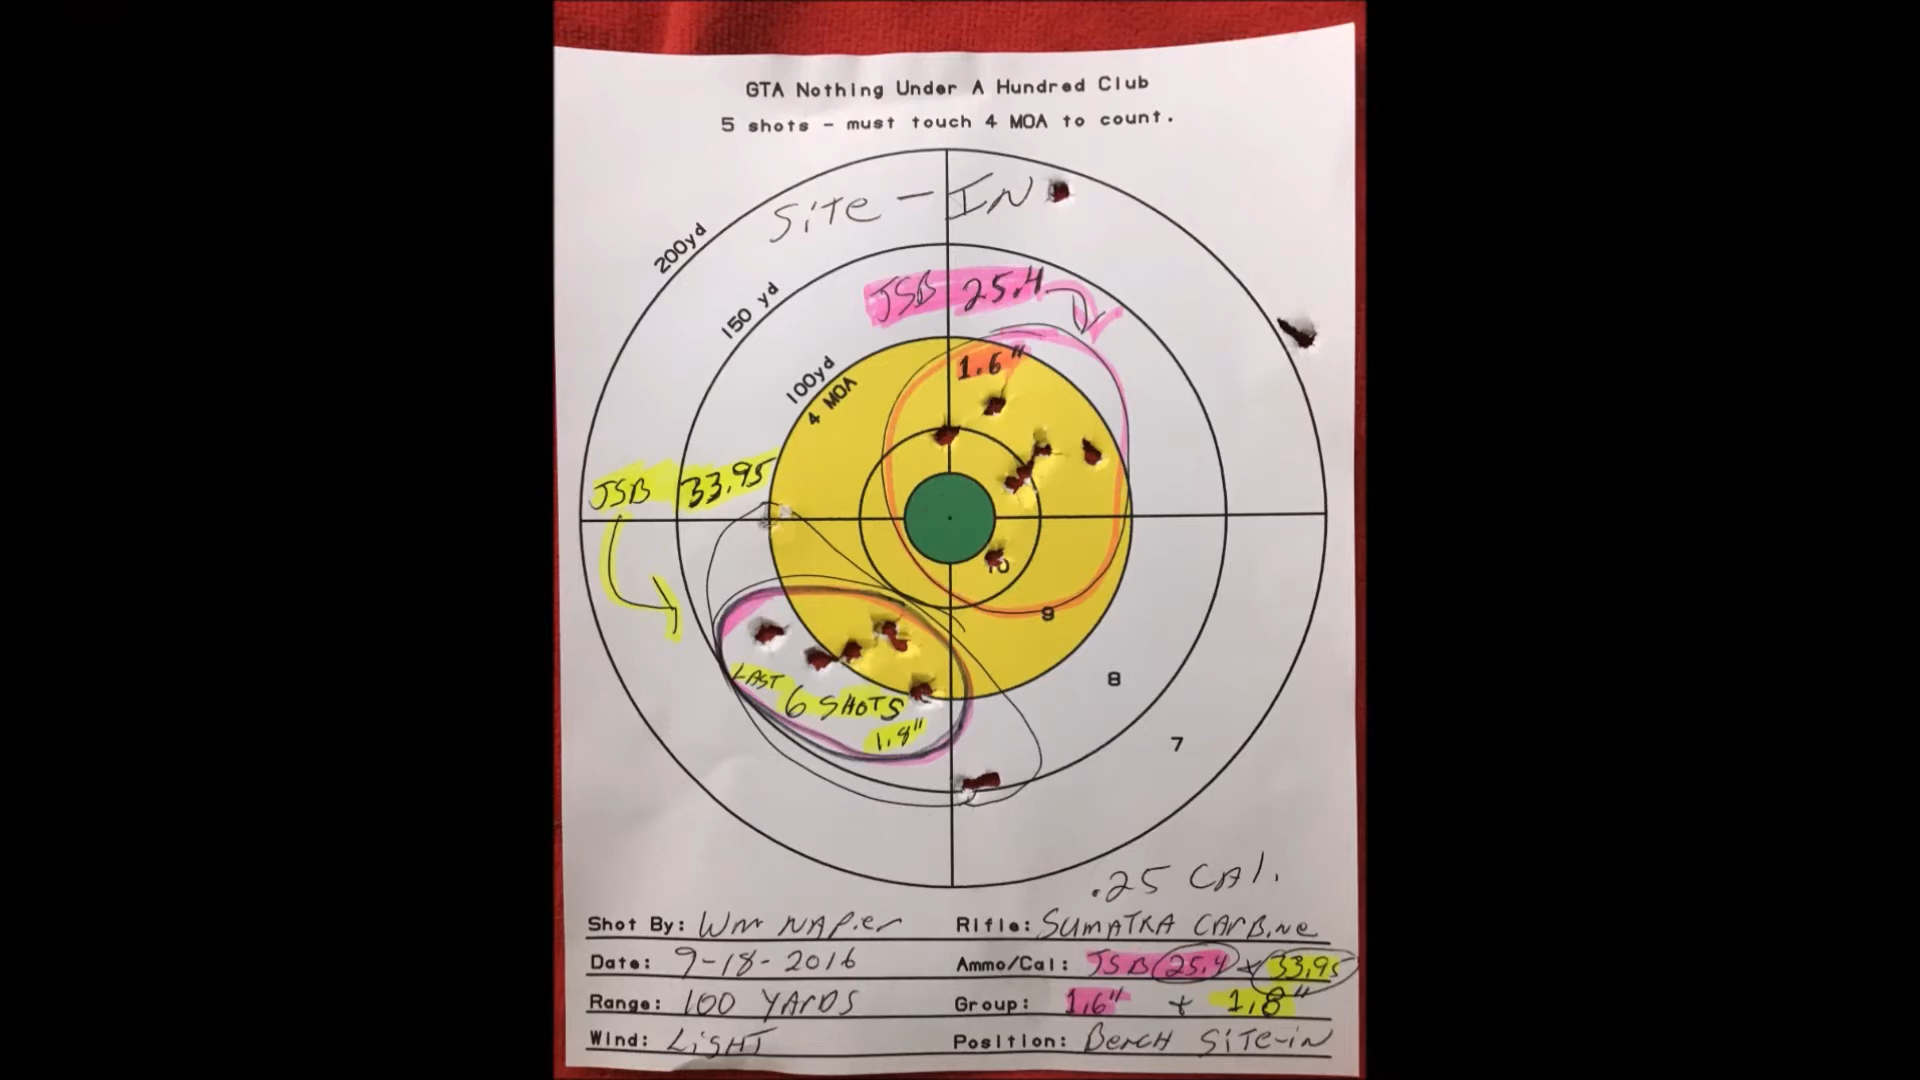 GTA Nothing Under A Hundred Club
5 shots - must touch 4 MOA to count.
SiTe - IN
200yd
150 yd
JSB 25.4
100yd
4 MOA
1.6"
JSB 33.95
10
9
8
7
LAST
6 SHOTS
1.8"
.25 CAl.
Shot By: Wm NAPier
Rifle: SUMATRA CArBiNe
Date: 9-18-2016
Ammo/Cal: JSB 25.4 + 33.95
Range: 100 YArDS
Group: 1.6" + 1.8"
Wind: LiGHT
Position: BeNCH SiTe-iN